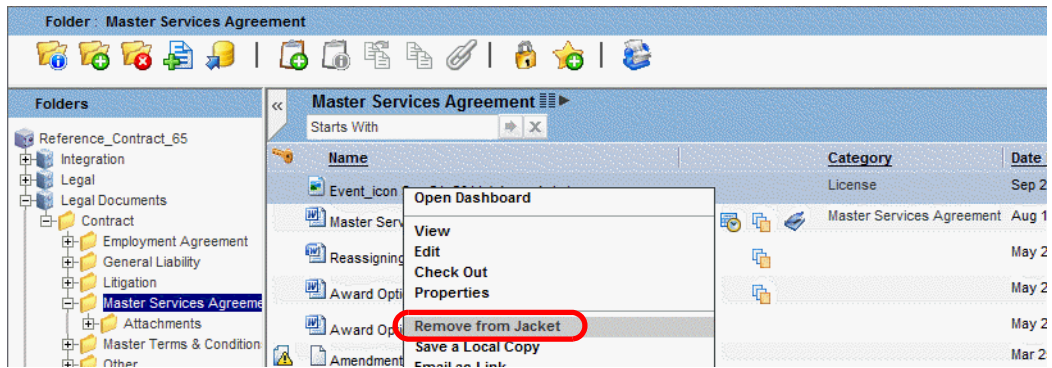 Folder : Master Services Agreement
Folders
Reference_Contract_65
Integration
Legal
Legal Documents
Contract
Employment Agreement
General Liability
Litigation
Master Services Agreeme
Attachments
Master Terms & Condition
Other
Master Services Agreement
Starts With
Name Category Date
Event_icon License Sep 2
Master Serv Master Services Agreement Aug 1
Reassigning May 2
Award Opti May 2
Award Opti May 2
Amendment Mar 2
Open Dashboard
View
Edit
Check Out
Properties
Remove from Jacket
Save a Local Copy
Email as Link